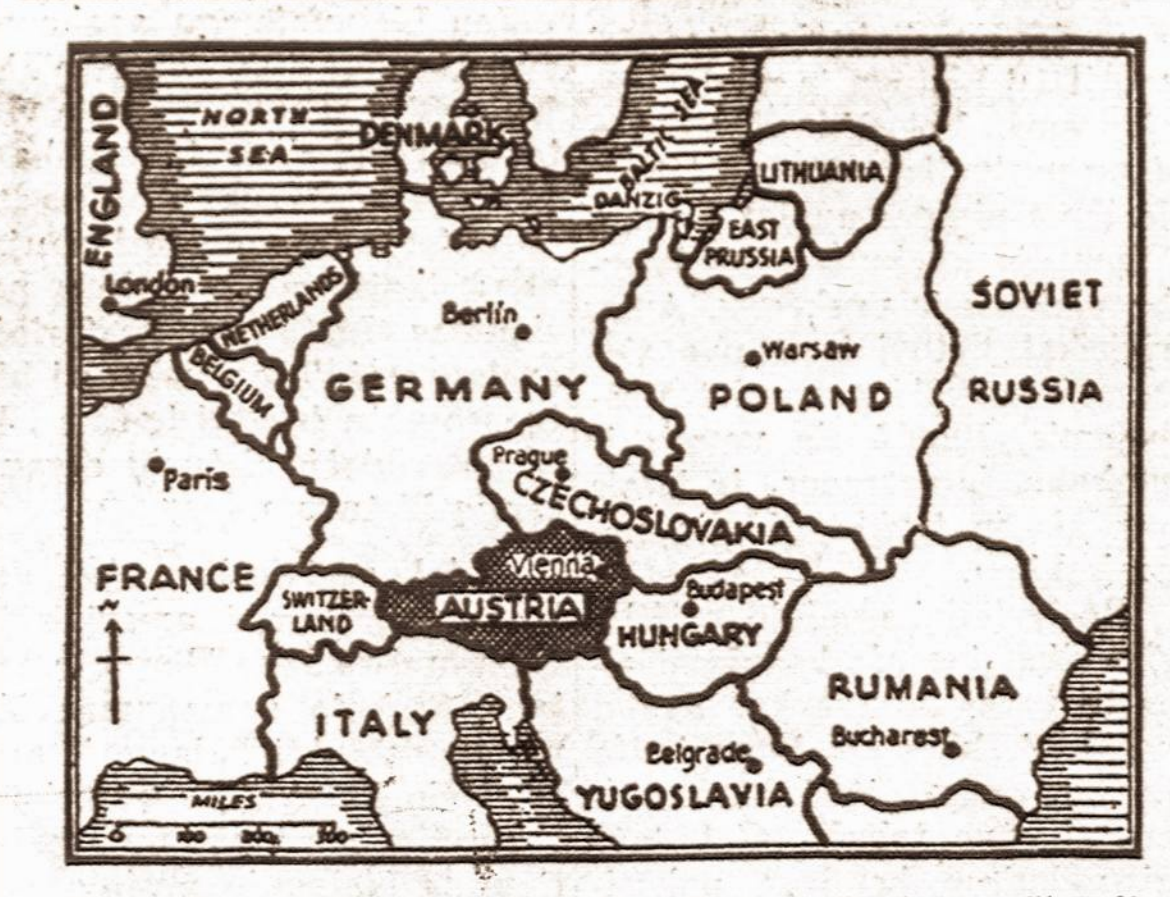 NORTH
SEA
ENGLAND
DENMARK
BALTIC SEA
LITHUANIA
DANZIG
EAST
PRUSSIA
London
NETHERLANDS
BELGIUM
Berlin
GERMANY
Warsaw
POLAND
SOVIET
RUSSIA
Paris
Prague
CZECHOSLOVAKIA
FRANCE
Vienna
AUSTRIA
SWITZER-
LAND
Budapest
HUNGARY
ITALY
RUMANIA
Bucharest
Belgrade
YUGOSLAVIA
MILES
0 100 200 300